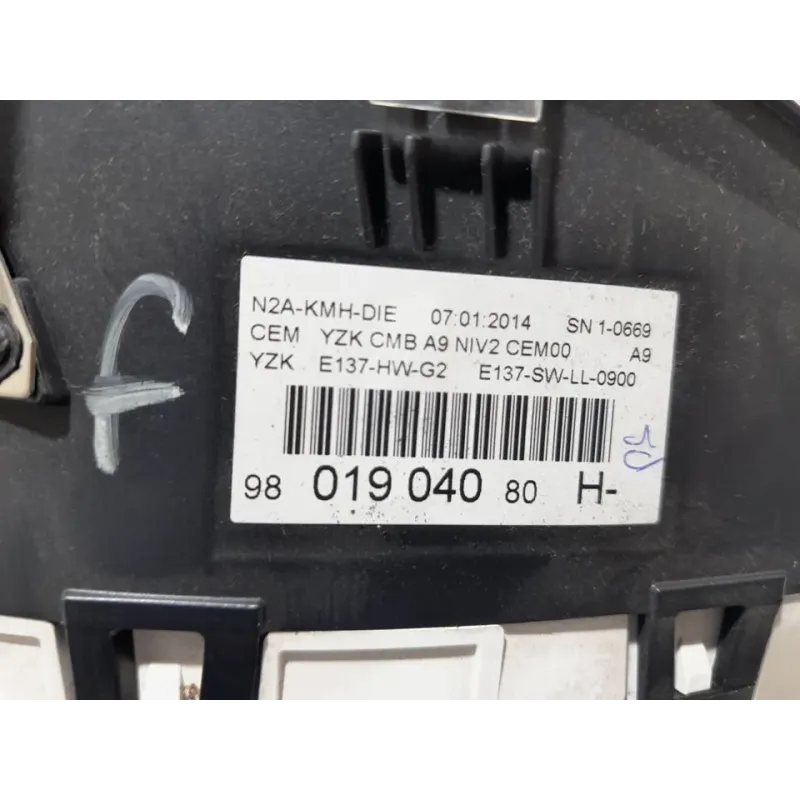 N2A-KMH-DIE 07:01:2014 SN 1-0669
CEM YZK CMB A9 NIV2 CEM00 A9
YZK E137-HW-G2 E137-SW-LL-0900
98 019 040 80 H-
f